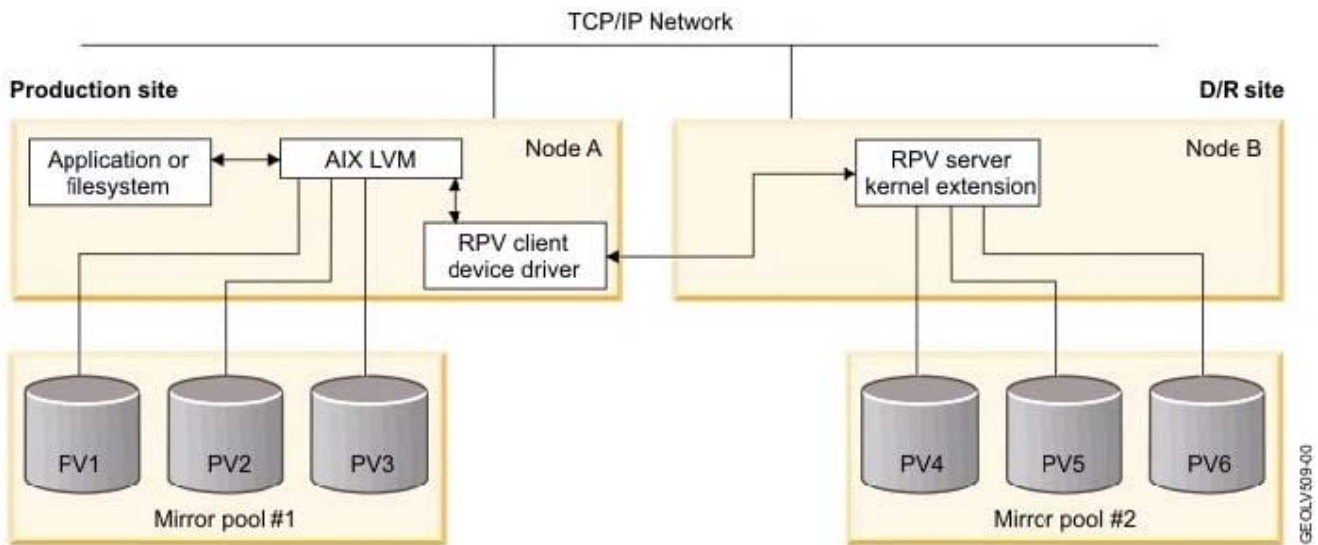 TCP/IP Network
Production site
D/R site
Node A
Application or
filesystem
AIX LVM
RPV client
device driver
Node B
RPV server
kernel extension
PV1
PV2
PV3
Mirror pool #1
PV4
PV5
PV6
Mirror pool #2
GEOLV509-00